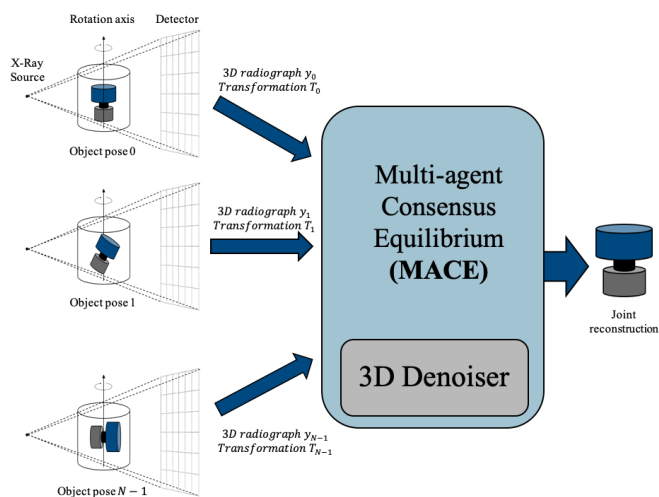 Rotation axis
Detector
X-Ray
Source
Object pose 0
3D radiograph y₀
Transformation T₀
Object pose 1
3D radiograph y₁
Transformation T₁
Object pose N − 1
3D radiograph y_{N−1}
Transformation T_{N−1}
Multi-agent
Consensus
Equilibrium
(MACE)
3D Denoiser
Joint
reconstruction